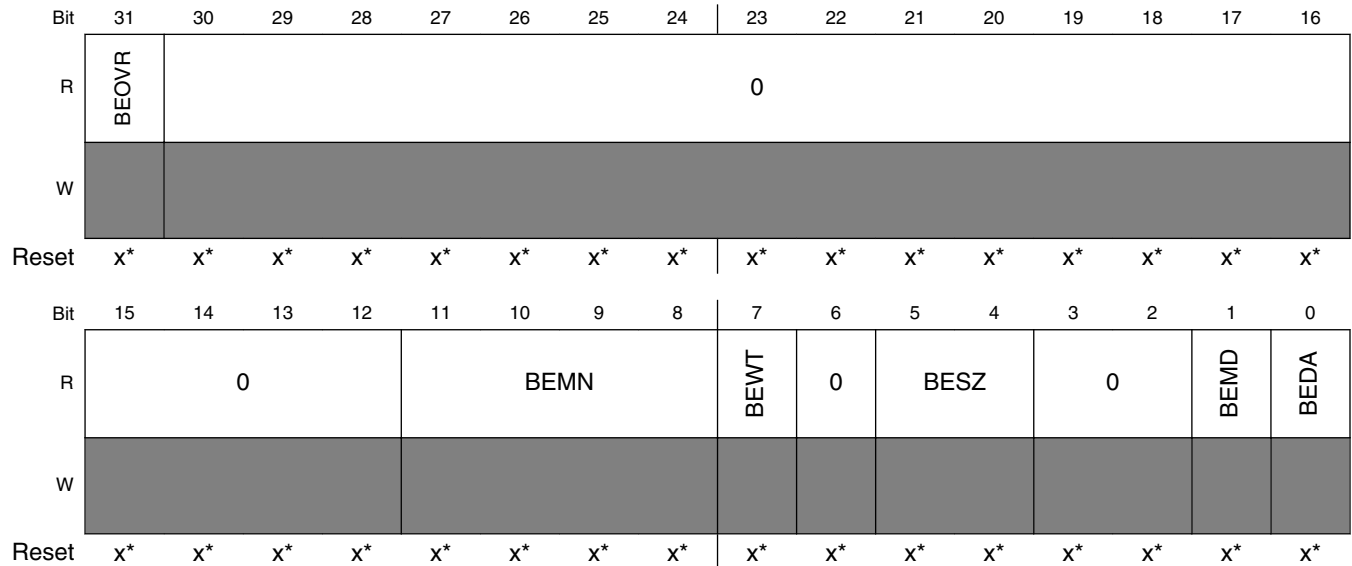 Bit 31 30 29 28 27 26 25 24 23 22 21 20 19 18 17 16
R BEOVR 0
W
Reset x* x* x* x* x* x* x* x* x* x* x* x* x* x* x* x*
Bit 15 14 13 12 11 10 9 8 7 6 5 4 3 2 1 0
R 0 BEMN BEWT 0 BESZ 0 BEMD BEDA
W
Reset x* x* x* x* x* x* x* x* x* x* x* x* x* x* x* x*